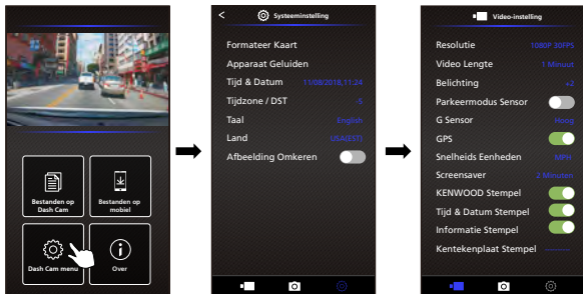 Bestanden op
Dash Cam
Bestanden op
mobiel
Dash Cam menu
Over
< Systeeminstelling
Formateer Kaart
Apparaat Geluiden
Tijd & Datum 11/08/2018,11:24
Tijdzone / DST -5
Taal English
Land USA(EST)
Afbeelding Omkeren
Video-instelling
Resolutie 1080P 30FPS
Video Lengte 1 Minuut
Belichting +2
Parkeermodus Sensor
G Sensor Hoog
GPS
Snelheids Eenheden MPH
Screensaver 2 Minuten
KENWOOD Stempel
Tijd & Datum Stempel
Informatie Stempel
Kentekenplaat Stempel